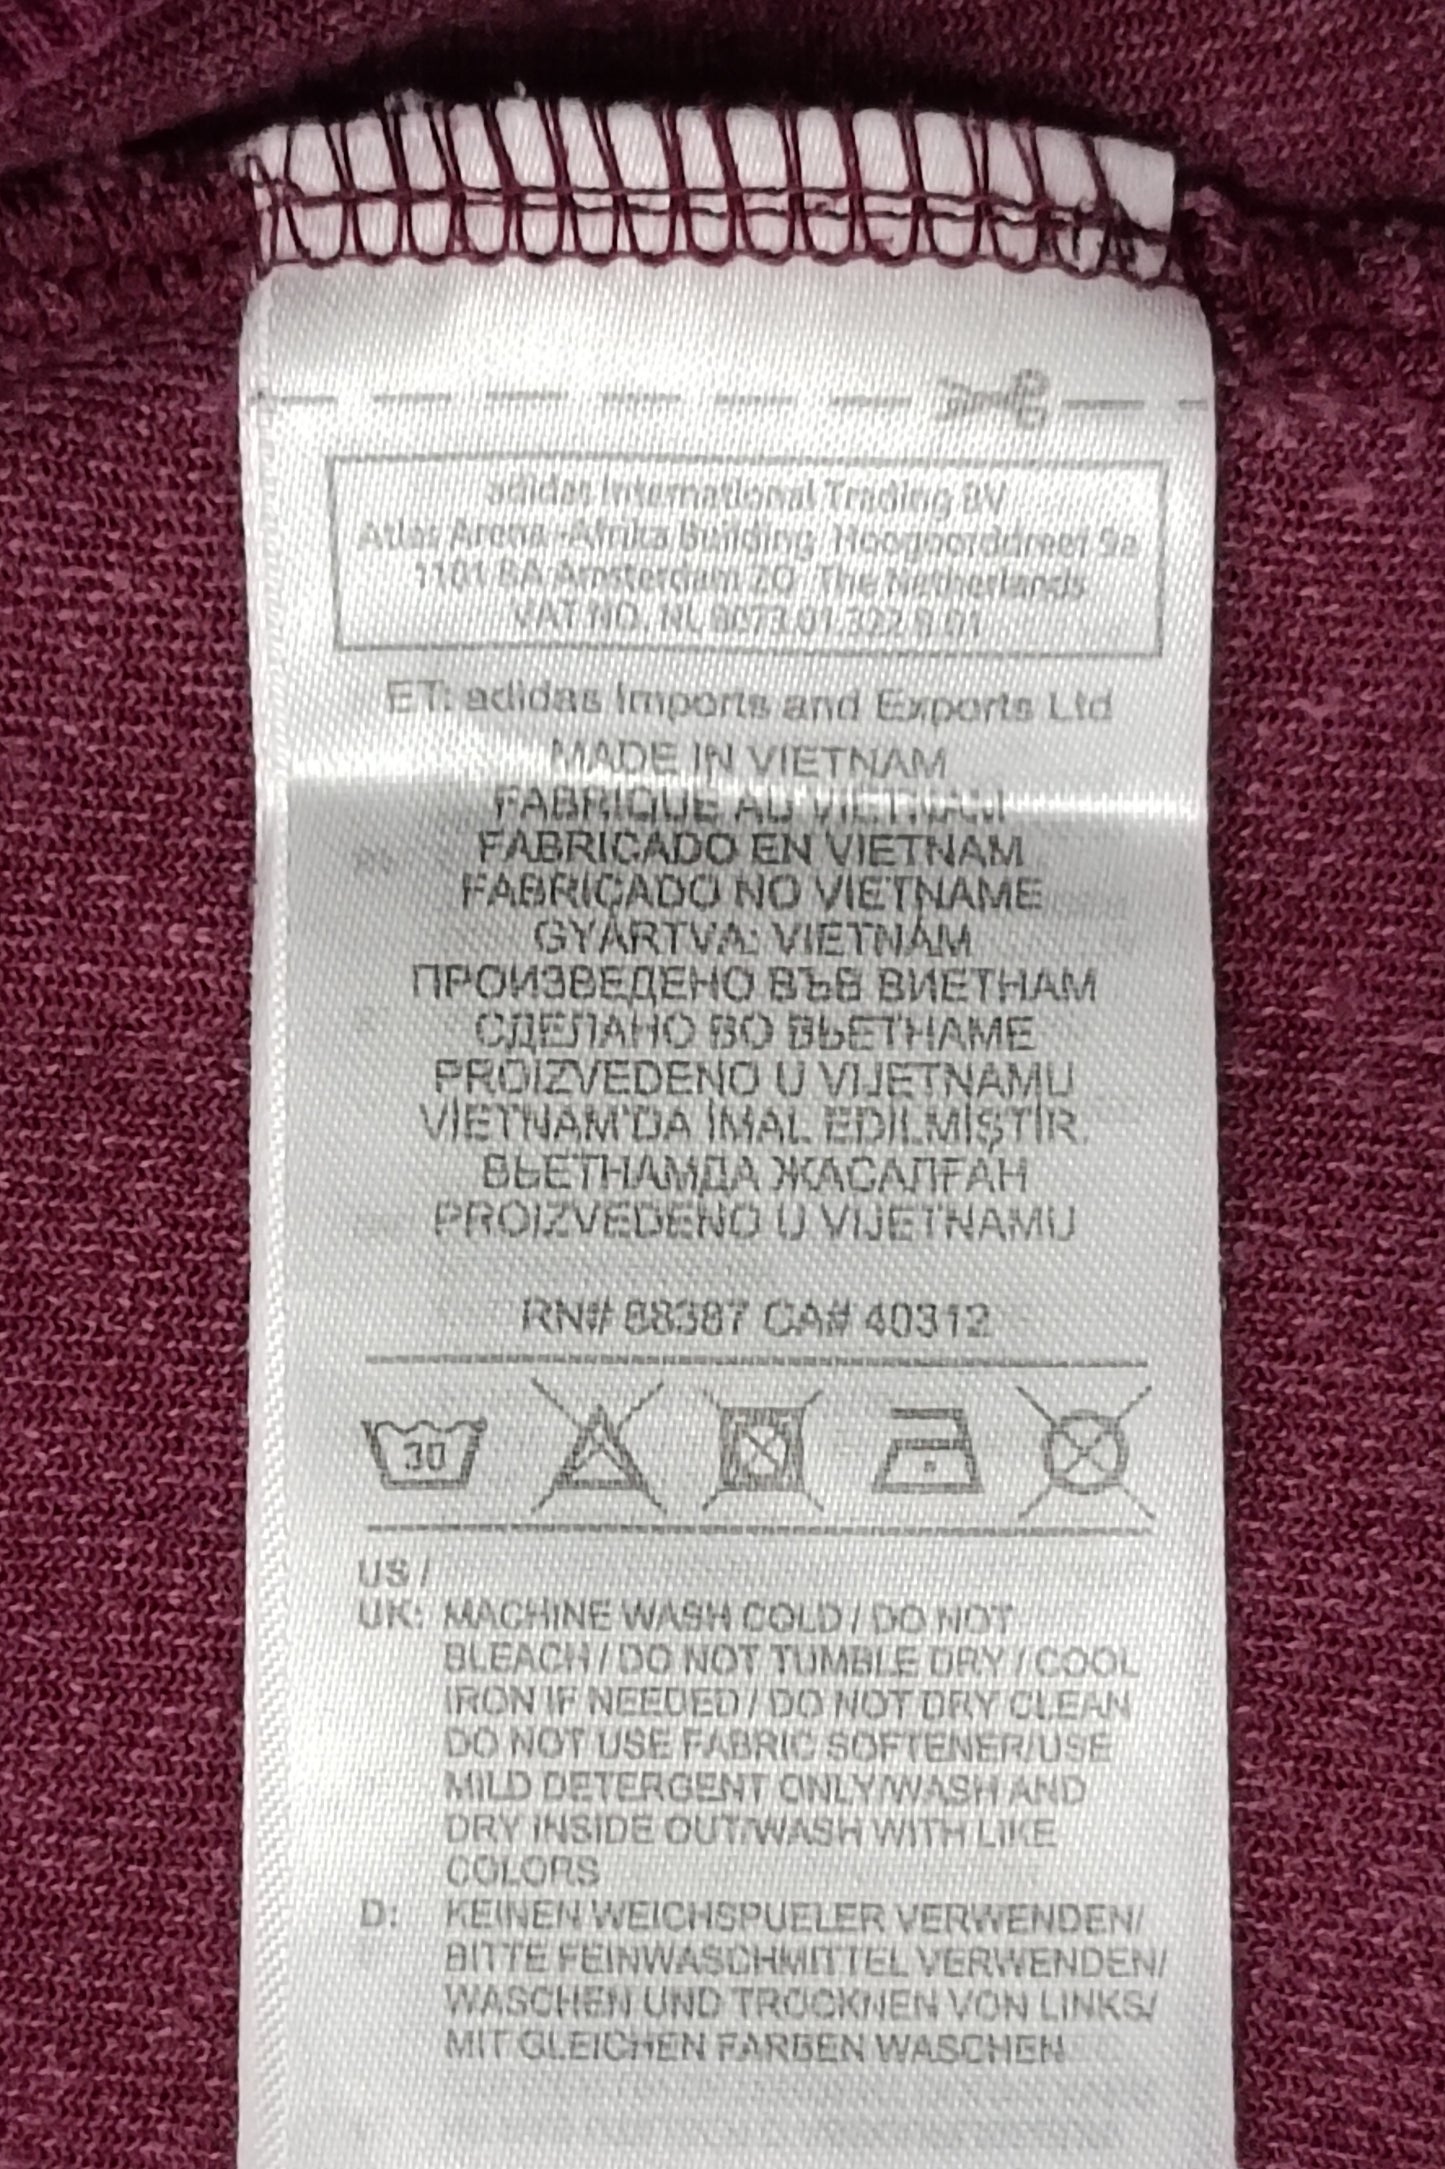 adidas International Trading BV
Atlas Arena -Afrika Building Hoogoorddreef 9a
1101 BA Amsterdam ZO The Netherlands
VAT.NO. NL 8073.01.322.B.01
ET: adidas Imports and Exports Ltd
MADE IN VIETNAM
FABRIQUE AU VIETNAM
FABRICADO EN VIETNAM
FABRICADO NO VIETNAME
GYÁRTVA: VIETNÁM
ПРОИЗВЕДЕНО ВЪВ ВИЕТНАМ
СДЕЛАНО ВО ВЬЕТНАМЕ
PROIZVEDENO U VIJETNAMU
VİETNAM'DA İMAL EDİLMİŞTİR.
ВЬЕТНАМДА ЖАСАЛҒАН
PROIZVEDENO U VIJETNAMU
RN# 88387 CA# 40312
30
US /
UK: MACHINE WASH COLD / DO NOT
BLEACH / DO NOT TUMBLE DRY / COOL
IRON IF NEEDED / DO NOT DRY CLEAN
DO NOT USE FABRIC SOFTENER/USE
MILD DETERGENT ONLY/WASH AND
DRY INSIDE OUT/WASH WITH LIKE
COLORS
D: KEINEN WEICHSPUELER VERWENDEN/
BITTE FEINWASCHMITTEL VERWENDEN/
WASCHEN UND TROCKNEN VON LINKS/
MIT GLEICHEN FARBEN WASCHEN